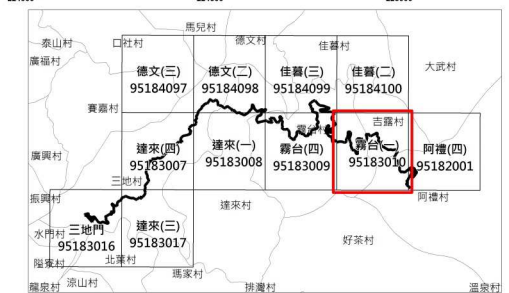 馬兒村
泰山村
口社村
德文村
佳暮村
廣福村
大武村
德文(三)
95184097
德文(二)
95184098
佳暮(三)
95184099
佳暮(二)
95184100
賽嘉村
吉露村
達來(四)
95183007
達來(一)
95183008
霧台(四)
95183009
95183010
阿禮(四)
95182001
廣興村
三地村
振興村
達來村
阿禮村
三地門
95183016
達來(三)
95183017
水門村
好茶村
隘寮村
北葉村
瑪家村
龍泉村
涼山村
排灣村
溫泉村